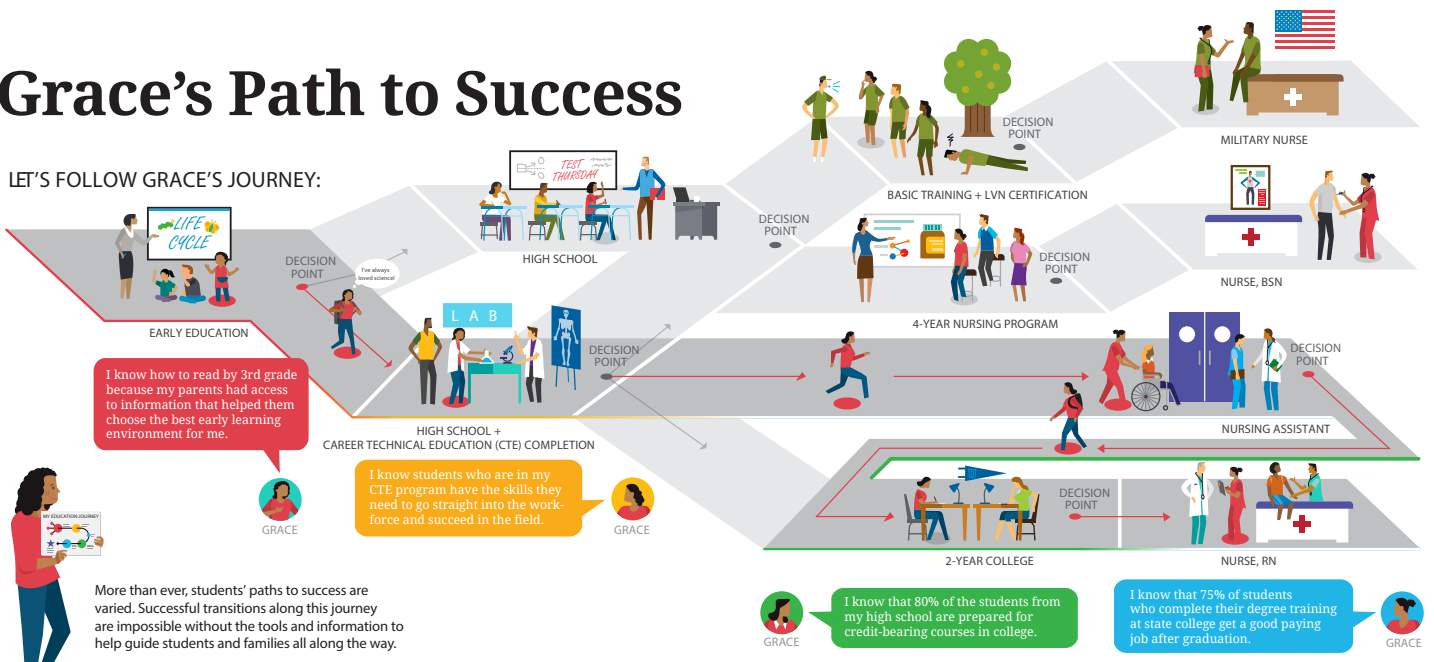 Grace's Path to Success
LET'S FOLLOW GRACE'S JOURNEY:
LIFE
CYCLE
EARLY EDUCATION
DECISION
POINT
I've always
loved science!
TEST
THURSDAY
HIGH SCHOOL
L A B
HIGH SCHOOL +
CAREER TECHNICAL EDUCATION (CTE) COMPLETION
DECISION
POINT
DECISION
POINT
DECISION
POINT
BASIC TRAINING + LVN CERTIFICATION
MILITARY NURSE
DECISION
POINT
4-YEAR NURSING PROGRAM
NURSE, BSN
DECISION
POINT
NURSING ASSISTANT
DECISION
POINT
2-YEAR COLLEGE
NURSE, RN
I know how to read by 3rd grade
because my parents had access
to information that helped them
choose the best early learning
environment for me.
GRACE
I know students who are in my
CTE program have the skills they
need to go straight into the work-
force and succeed in the field.
GRACE
MY EDUCATION JOURNEY
More than ever, students' paths to success are
varied. Successful transitions along this journey
are impossible without the tools and information to
help guide students and families all along the way.
GRACE
I know that 80% of the students from
my high school are prepared for
credit-bearing courses in college.
I know that 75% of students
who complete their degree training
at state college get a good paying
job after graduation.
GRACE